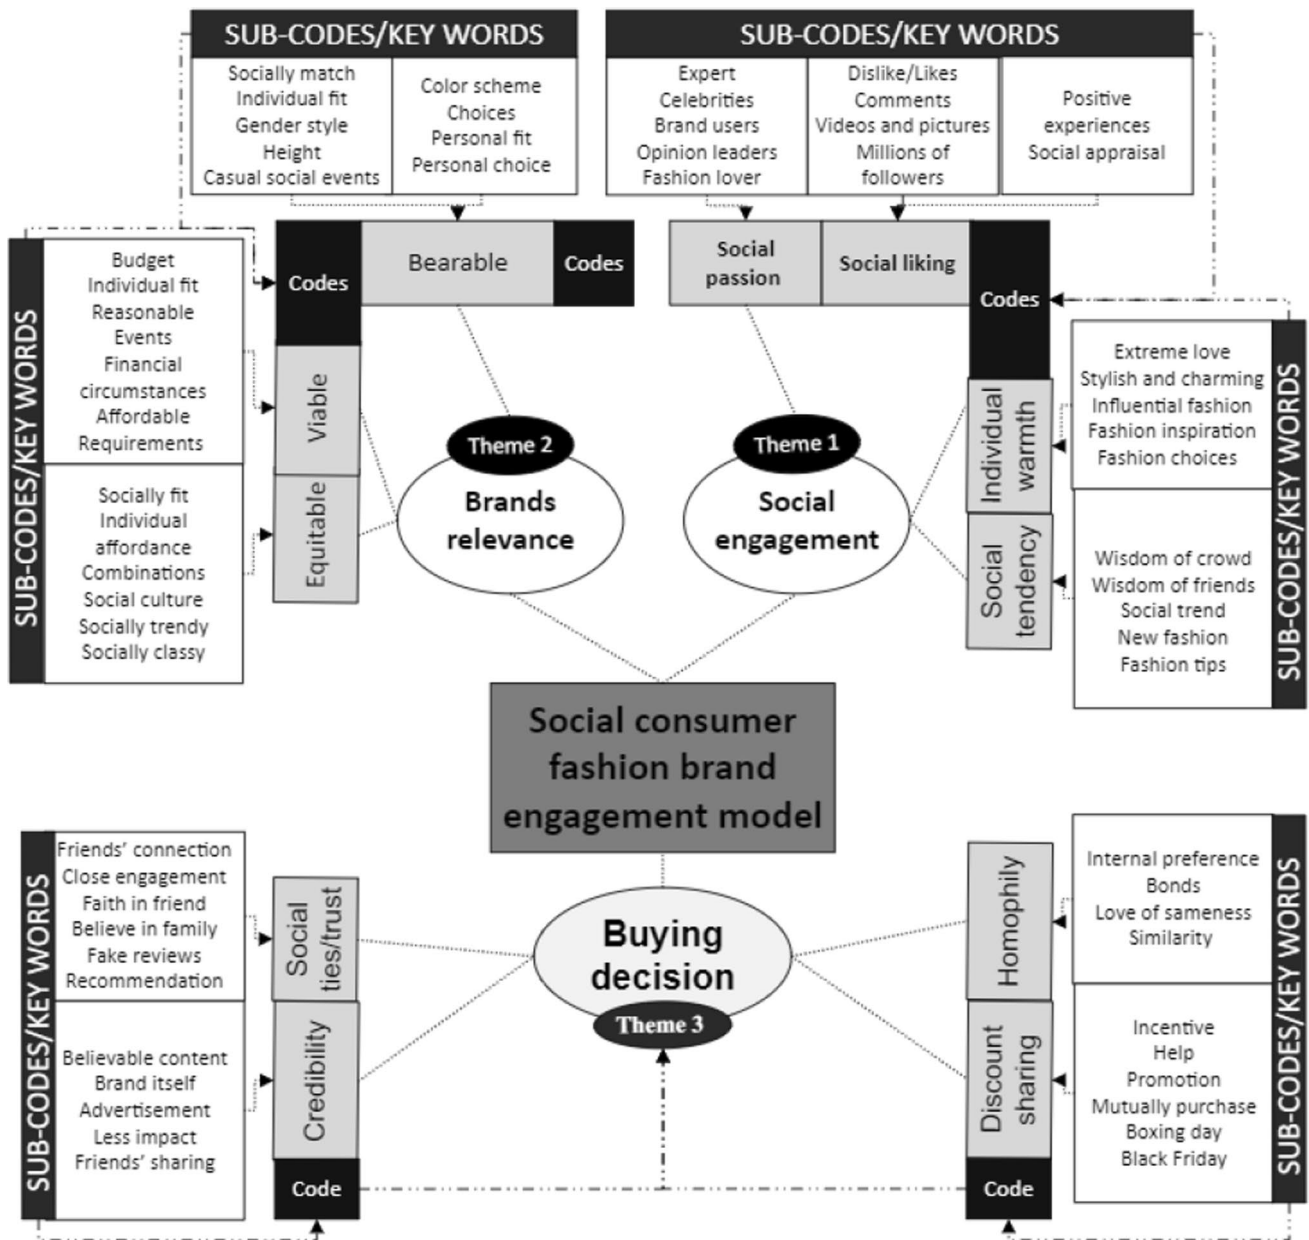 SUB-CODES/KEY WORDS
Socially match
Individual fit
Gender style
Height
Casual social events
Color scheme
Choices
Personal fit
Personal choice
SUB-CODES/KEY WORDS
Expert
Celebrities
Brand users
Opinion leaders
Fashion lover
Dislike/Likes
Comments
Videos and pictures
Millions of
followers
Positive
experiences
Social appraisal
Codes
Bearable
Codes
Social
passion
Social liking
Codes
SUB-CODES/KEY WORDS
Budget
Individual fit
Reasonable
Events
Financial
circumstances
Affordable
Requirements
Socially fit
Individual
affordance
Combinations
Social culture
Socially trendy
Socially classy
Viable
Equitable
Theme 2
Brands
relevance
Theme 1
Social
engagement
Individual
warmth
Social
tendency
Extreme love
Stylish and charming
Influential fashion
Fashion inspiration
Fashion choices
Wisdom of crowd
Wisdom of friends
Social trend
New fashion
Fashion tips
SUB-CODES/KEY WORDS
Social consumer
fashion brand
engagement model
SUB-CODES/KEY WORDS
Friends’ connection
Close engagement
Faith in friend
Believe in family
Fake reviews
Recommendation
Believable content
Brand itself
Advertisement
Less impact
Friends’ sharing
Social
ties/trust
Credibility
Code
Buying
decision
Theme 3
Homophily
Discount
sharing
Code
Internal preference
Bonds
Love of sameness
Similarity
Incentive
Help
Promotion
Mutually purchase
Boxing day
Black Friday
SUB-CODES/KEY WORDS